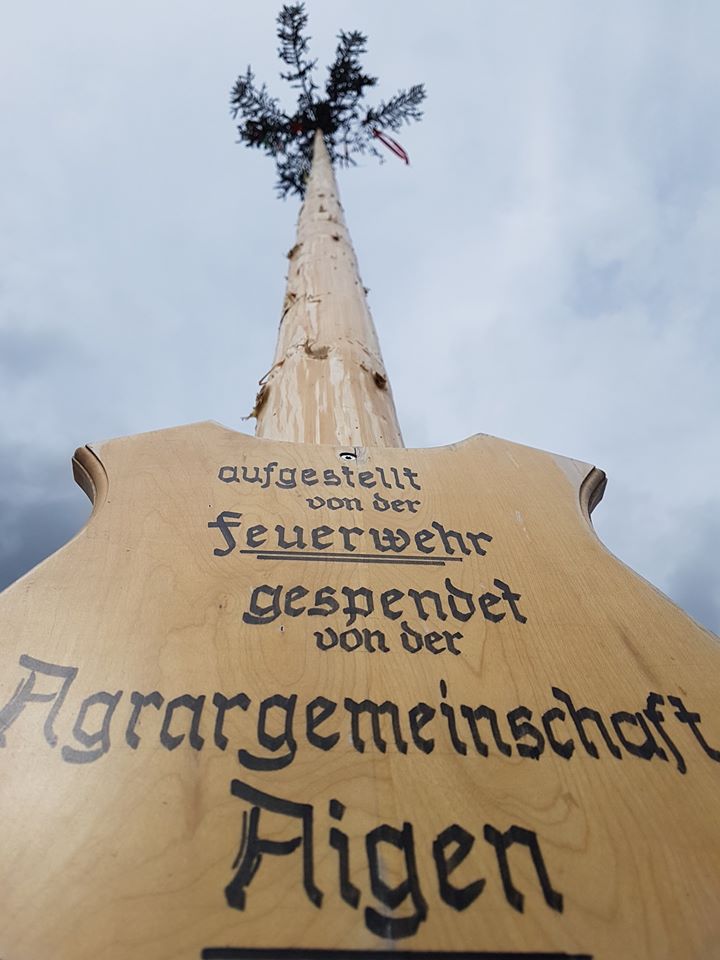 aufgestellt
von der
Feuerwehr
gespendet
von der
Agrargemeinschaft
Aigen